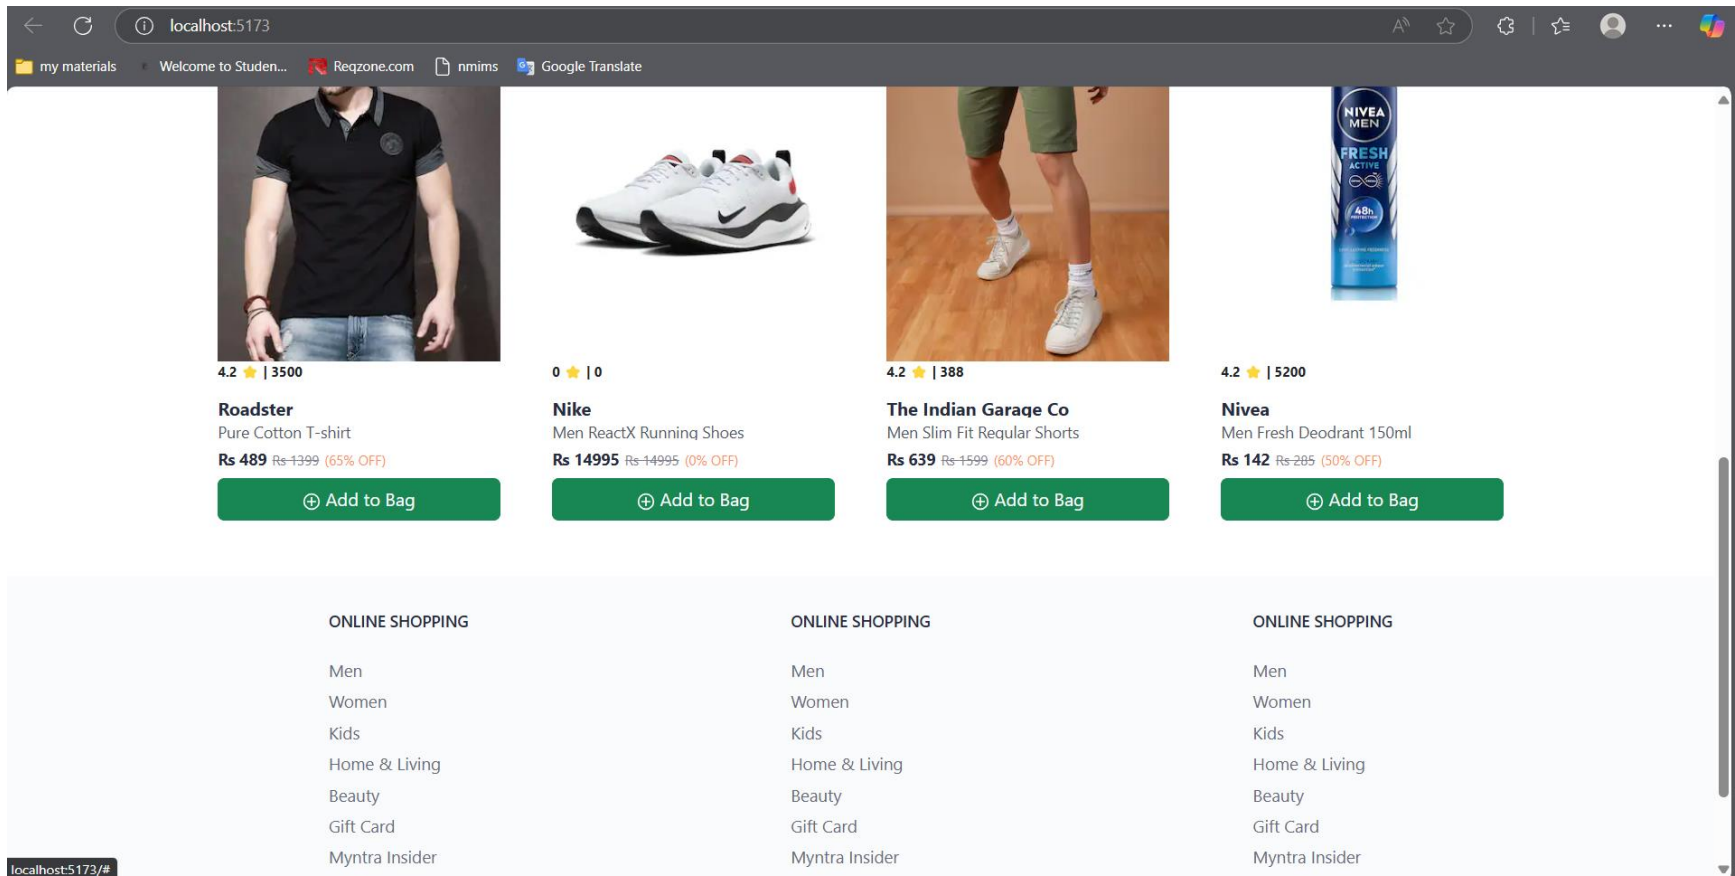 localhost:5173
my materials
Welcome to Studen...
Reqzone.com
nmims
Google Translate
NIVEA
MEN
FRESH
ACTIVE
48h
4.2 | 3500
0 | 0
4.2 | 388
4.2 | 5200
Roadster
Nike
The Indian Garage Co
Nivea
Pure Cotton T-shirt
Men ReactX Running Shoes
Men Slim Fit Regular Shorts
Men Fresh Deodrant 150ml
Rs 489 Rs 1399 (65% OFF)
Rs 14995 Rs 14995 (0% OFF)
Rs 639 Rs 1599 (60% OFF)
Rs 142 Rs 285 (50% OFF)
Add to Bag
Add to Bag
Add to Bag
Add to Bag
ONLINE SHOPPING
ONLINE SHOPPING
ONLINE SHOPPING
Men
Men
Men
Women
Women
Women
Kids
Kids
Kids
Home & Living
Home & Living
Home & Living
Beauty
Beauty
Beauty
Gift Card
Gift Card
Gift Card
Myntra Insider
Myntra Insider
Myntra Insider
localhost:5173/#